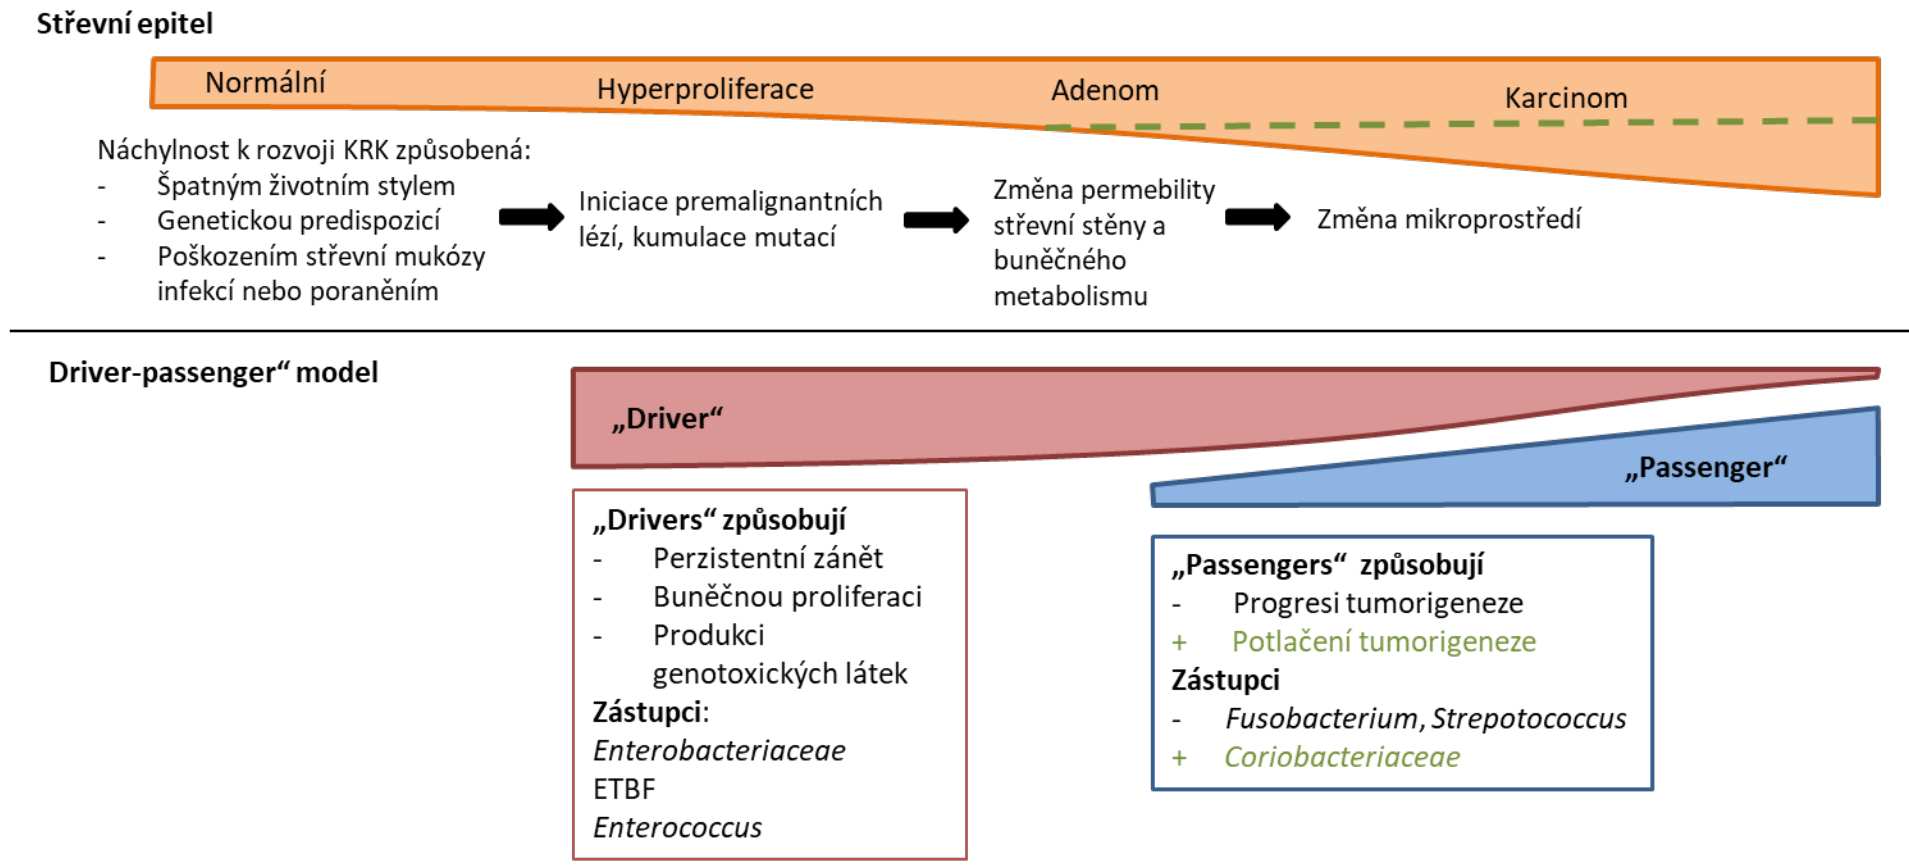 Střevní epitel
Normální
Hyperproliferace
Adenom
Karcinom
Náchylnost k rozvoji KRK způsobená:
- Špatným životním stylem
- Genetickou predispozicí
- Poškozením střevní mukózy
infekcí nebo poraněním
Iniciace premalignantních
lézí, kumulace mutací
Změna permebility
střevní stěny a
buněčného
metabolismu
Změna mikroprostředí
Driver-passenger“ model
„Driver“
„Passenger“
„Drivers“ způsobují
- Perzistentní zánět
- Buněčnou proliferaci
- Produkci
genotoxických látek
Zástupci:
Enterobacteriaceae
ETBF
Enterococcus
„Passengers“ způsobují
- Progresi tumorigeneze
+ Potlačení tumorigeneze
Zástupci
- Fusobacterium, Strepotococcus
+ Coriobacteriaceae